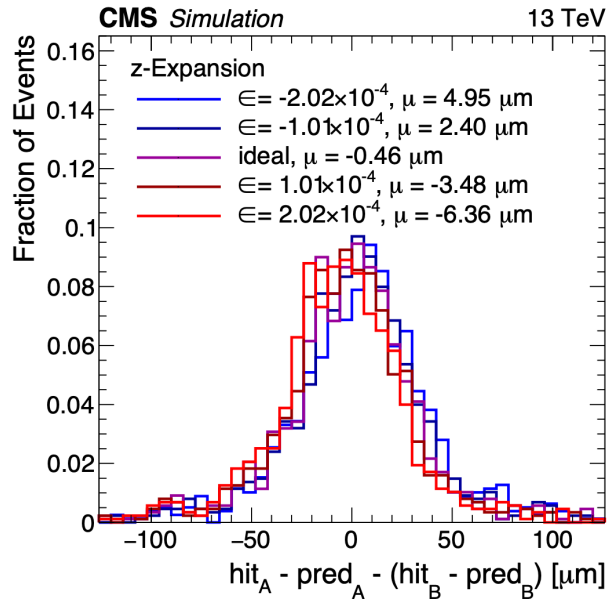 CMS Simulation 13 TeV
z-Expansion
∈= -2.02×10⁻⁴, μ = 4.95 μm
∈= -1.01×10⁻⁴, μ = 2.40 μm
ideal, μ = -0.46 μm
∈= 1.01×10⁻⁴, μ = -3.48 μm
∈= 2.02×10⁻⁴, μ = -6.36 μm
Fraction of Events
0.16
0.14
0.12
0.1
0.08
0.06
0.04
0.02
0
−100 −50 0 50 100
hit_A - pred_A - (hit_B - pred_B) [μm]